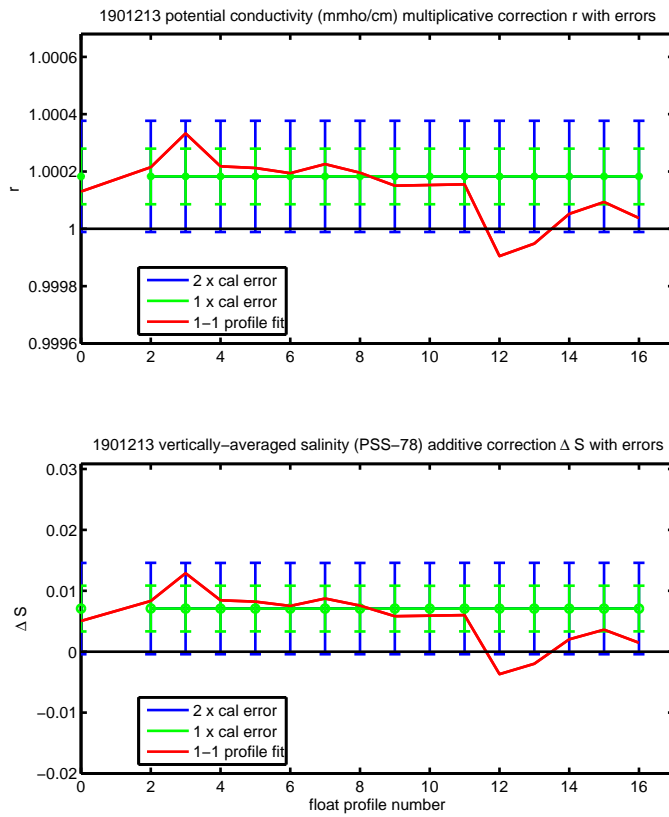 1901213 potential conductivity (mmho/cm) multiplicative correction r with errors
1.0006
1.0004
1.0002
1
0.9998
0.9996
r
2 x cal error
1 x cal error
1−1 profile fit
0 2 4 6 8 10 12 14 16
1901213 vertically−averaged salinity (PSS−78) additive correction Δ S with errors
0.03
0.02
0.01
0
−0.01
−0.02
Δ S
2 x cal error
1 x cal error
1−1 profile fit
0 2 4 6 8 10 12 14 16
float profile number